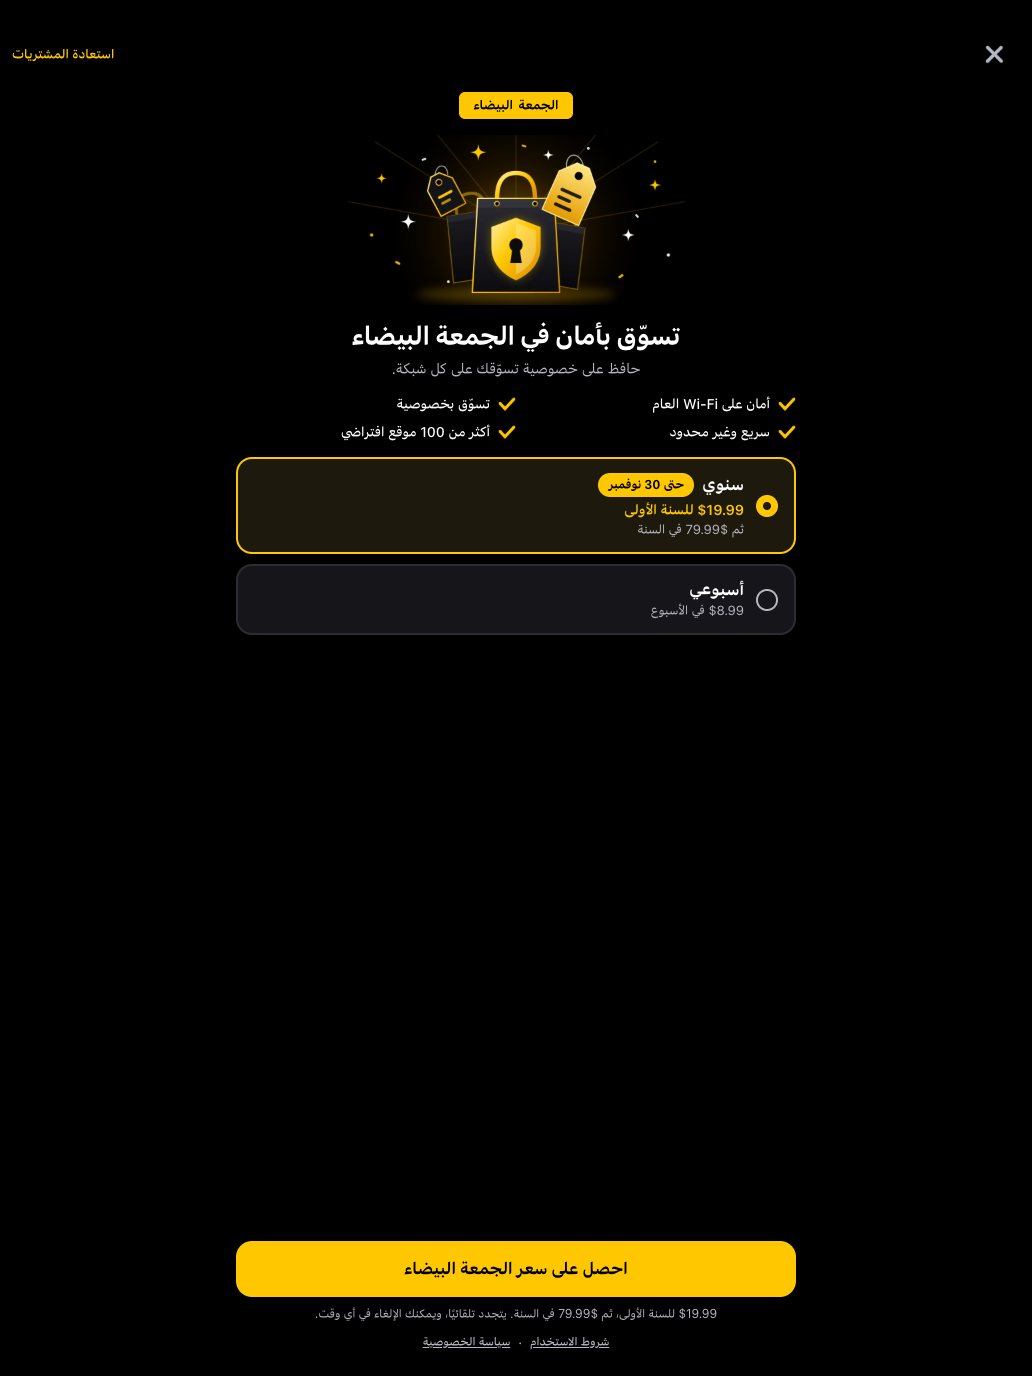 استعادة المشتريات
الجمعة البيضاء
تسوّق بأمان في الجمعة البيضاء
حافظ على خصوصية تسوّقك على كل شبكة.
أمان على Wi-Fi العام
تسوّق بخصوصية
سريع وغير محدود
أكثر من 100 موقع افتراضي
سنوي حتى 30 نوفمبر
$19.99 للسنة الأولى
ثم $79.99 في السنة
أسبوعي
$8.99 في الأسبوع
احصل على سعر الجمعة البيضاء
$19.99 للسنة الأولى، ثم $79.99 في السنة. يتجدد تلقائيًا، ويمكنك الإلغاء في أي وقت.
شروط الاستخدام · سياسة الخصوصية